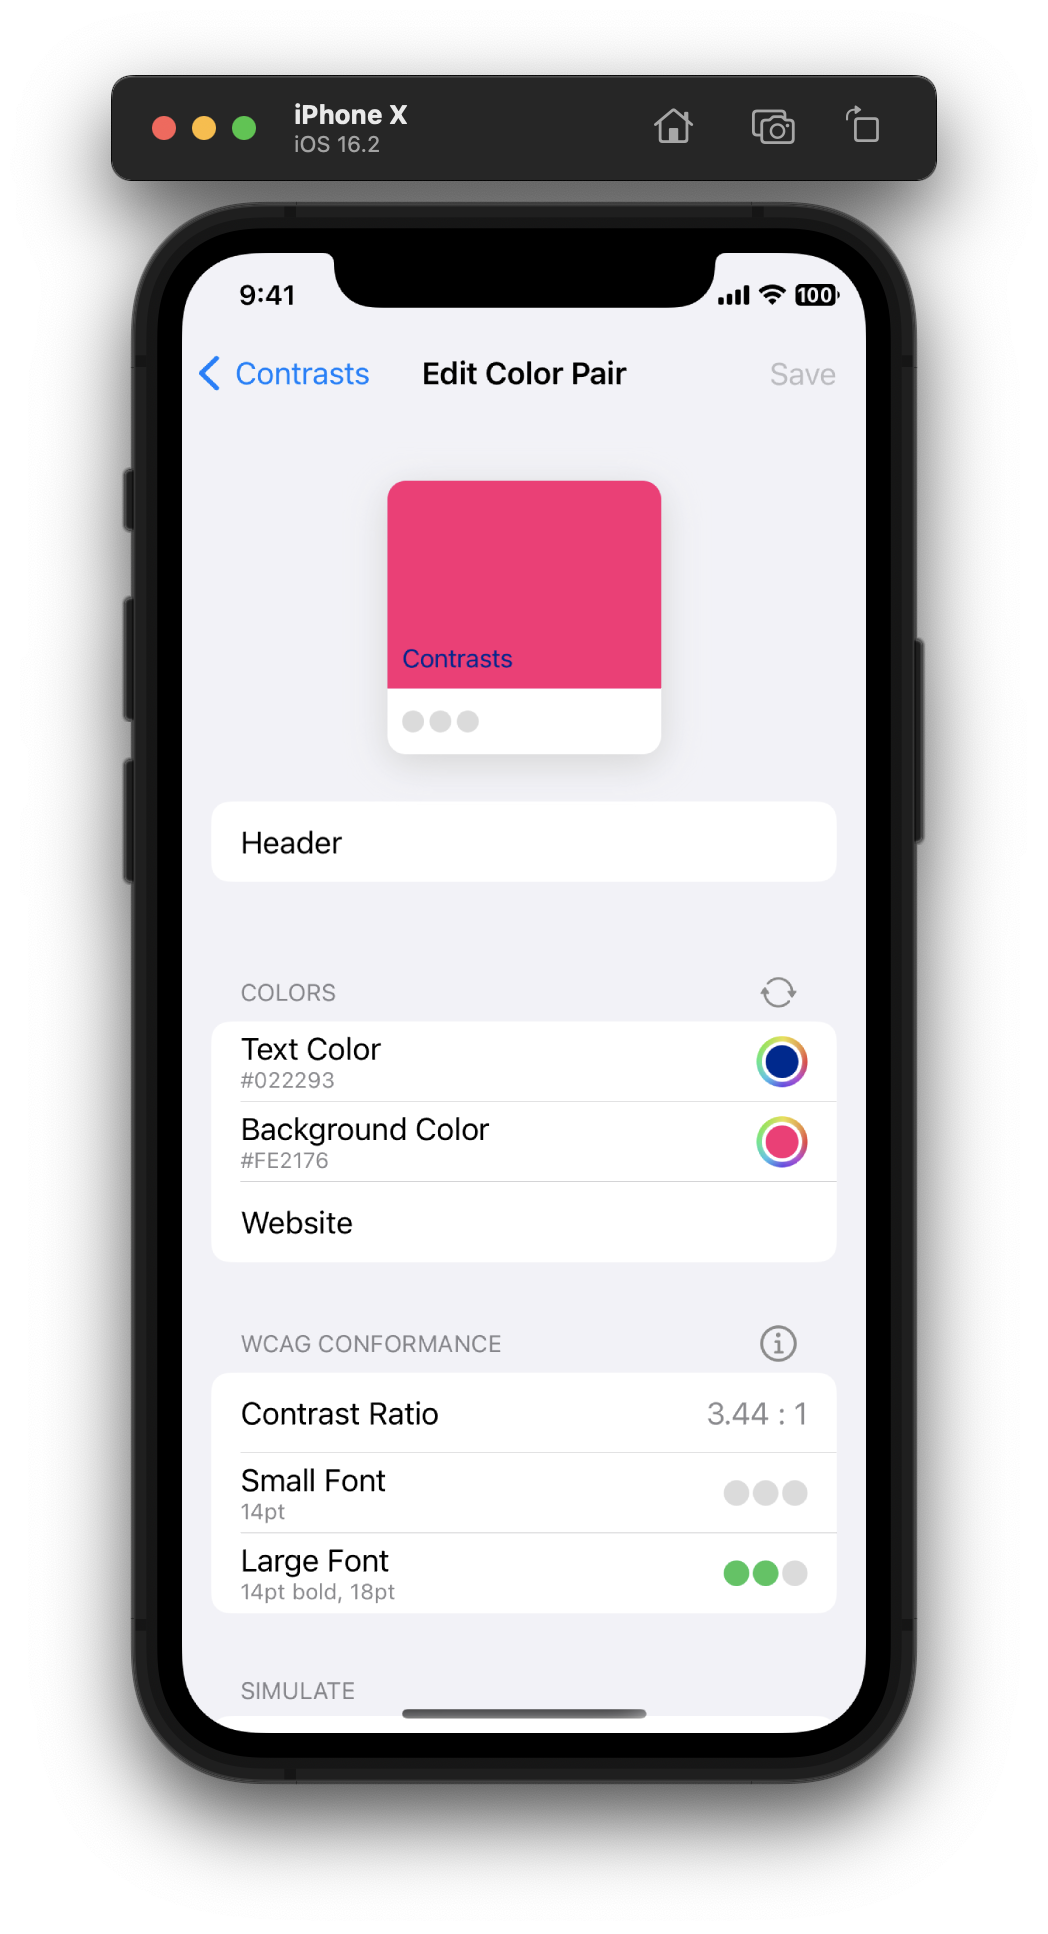 iPhone X
iOS 16.2
9:41
100
Contrasts
Edit Color Pair
Save
Contrasts
Header
COLORS
Text Color
#022293
Background Color
#FE2176
Website
WCAG CONFORMANCE
Contrast Ratio
3.44 : 1
Small Font
14pt
Large Font
14pt bold, 18pt
SIMULATE